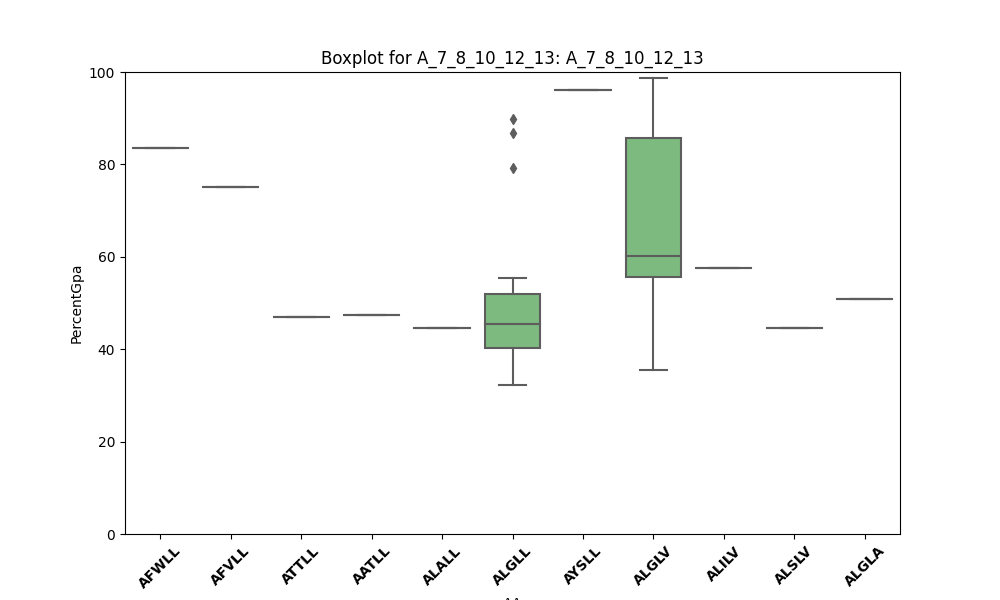 Boxplot for A_7_8_10_12_13: A_7_8_10_12_13
100
80
60
40
20
0
PercentGpa
AFWLL
AFVLL
ATTLL
AATLL
ALALL
ALGLL
AYSLL
ALGLV
ALILV
ALSLV
ALGLA